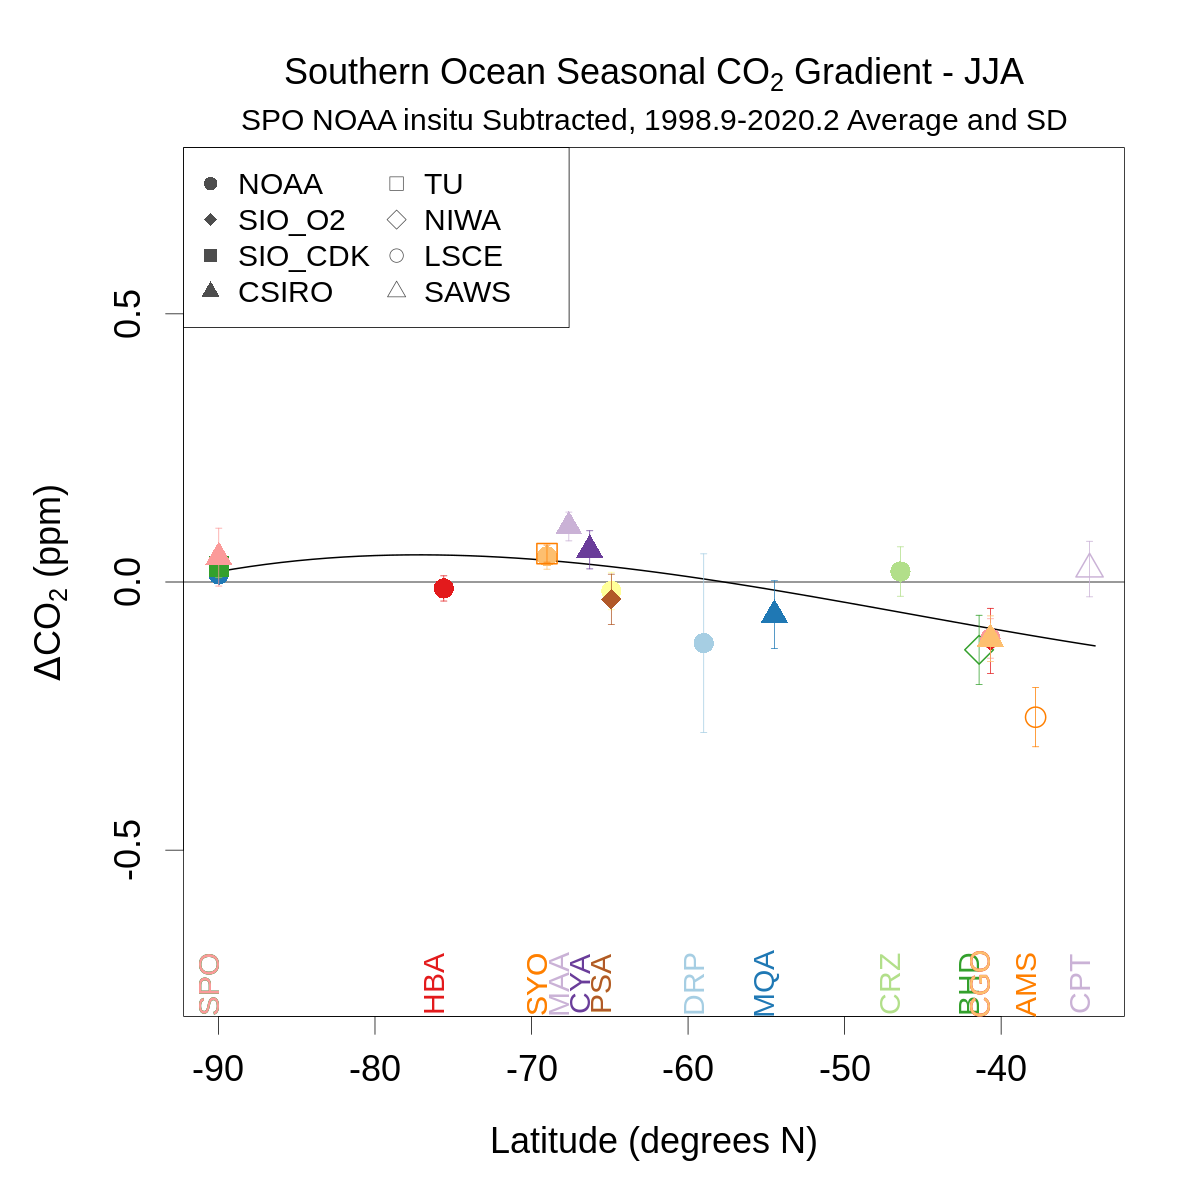 Southern Ocean Seasonal CO2 Gradient - JJA
SPO NOAA insitu Subtracted, 1998.9-2020.2 Average and SD
NOAA TU
SIO_O2 NIWA
SIO_CDK LSCE
CSIRO SAWS
0.5
0.0
-0.5
ΔCO2 (ppm)
SPO HBA SYO MAA CYA PSA DRP MQA CRZ BHD CGO AMS CPT
-90 -80 -70 -60 -50 -40
Latitude (degrees N)